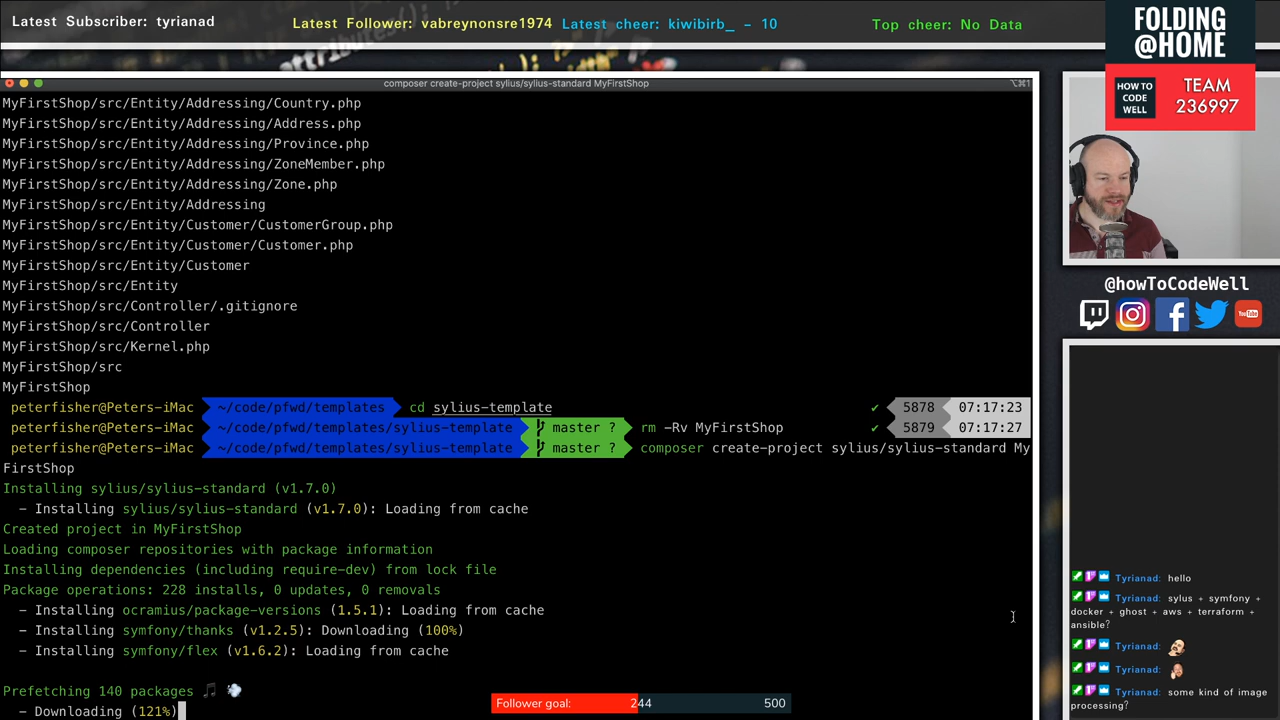 Latest Subscriber: tyrianad
Latest Follower: vabreynonsre1974
Latest cheer: kiwibirb_ - 10
Top cheer: No Data
FOLDING
@HOME
HOW TO
CODE
WELL
TEAM
236997
composer create-project sylius/sylius-standard MyFirstShop
⌥⌘1
MyFirstShop/src/Entity/Addressing/Country.php
MyFirstShop/src/Entity/Addressing/Address.php
MyFirstShop/src/Entity/Addressing/Province.php
MyFirstShop/src/Entity/Addressing/ZoneMember.php
MyFirstShop/src/Entity/Addressing/Zone.php
MyFirstShop/src/Entity/Addressing
MyFirstShop/src/Entity/Customer/CustomerGroup.php
MyFirstShop/src/Entity/Customer/Customer.php
MyFirstShop/src/Entity/Customer
MyFirstShop/src/Entity
MyFirstShop/src/Controller/.gitignore
MyFirstShop/src/Controller
MyFirstShop/src/Kernel.php
MyFirstShop/src
MyFirstShop
peterfisher@Peters-iMac ~/code/pfwd/templates cd sylius-template ✔ 5878 07:17:23
peterfisher@Peters-iMac ~/code/pfwd/templates/sylius-template master ? rm -Rv MyFirstShop ✔ 5879 07:17:27
peterfisher@Peters-iMac ~/code/pfwd/templates/sylius-template master ? composer create-project sylius/sylius-standard My
FirstShop
Installing sylius/sylius-standard (v1.7.0)
- Installing sylius/sylius-standard (v1.7.0): Loading from cache
Created project in MyFirstShop
Loading composer repositories with package information
Installing dependencies (including require-dev) from lock file
Package operations: 228 installs, 0 updates, 0 removals
- Installing ocramius/package-versions (1.5.1): Loading from cache
- Installing symfony/thanks (v1.2.5): Downloading (100%)
- Installing symfony/flex (v1.6.2): Loading from cache
Prefetching 140 packages 🎵 💨
- Downloading (121%)
Follower goal: 244 500
@howToCodeWell
You Tube
Tyrianad: hello
Tyrianad: sylus + symfony +
docker + ghost + aws + terraform +
ansible?
Tyrianad:
Tyrianad:
Tyrianad: some kind of image
processing?